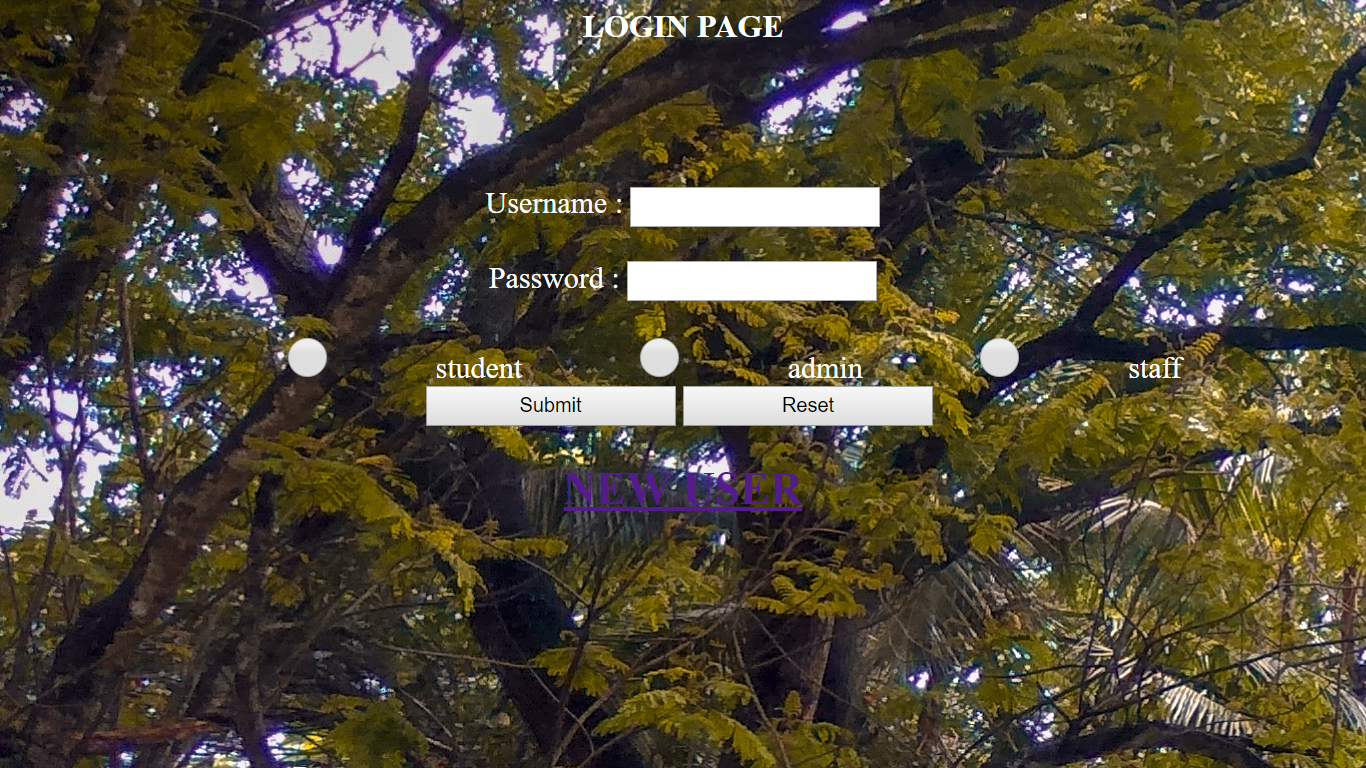 LOGIN PAGE
Username :
Password :
student admin staff
Submit Reset
NEW USER